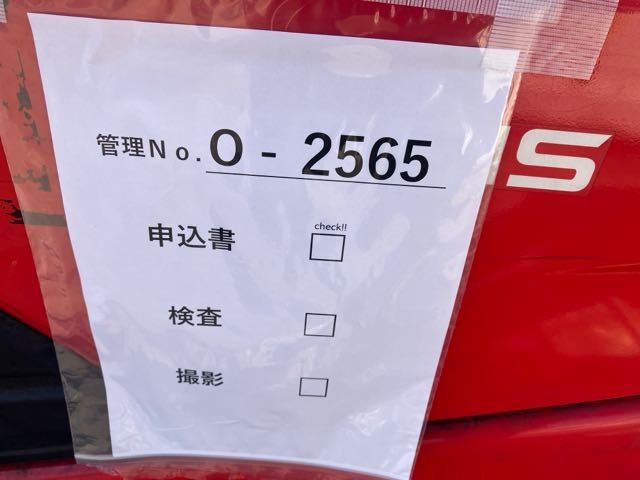 管理No. O - 2565
check!!
申込書 □
検査 □
撮影 □
S